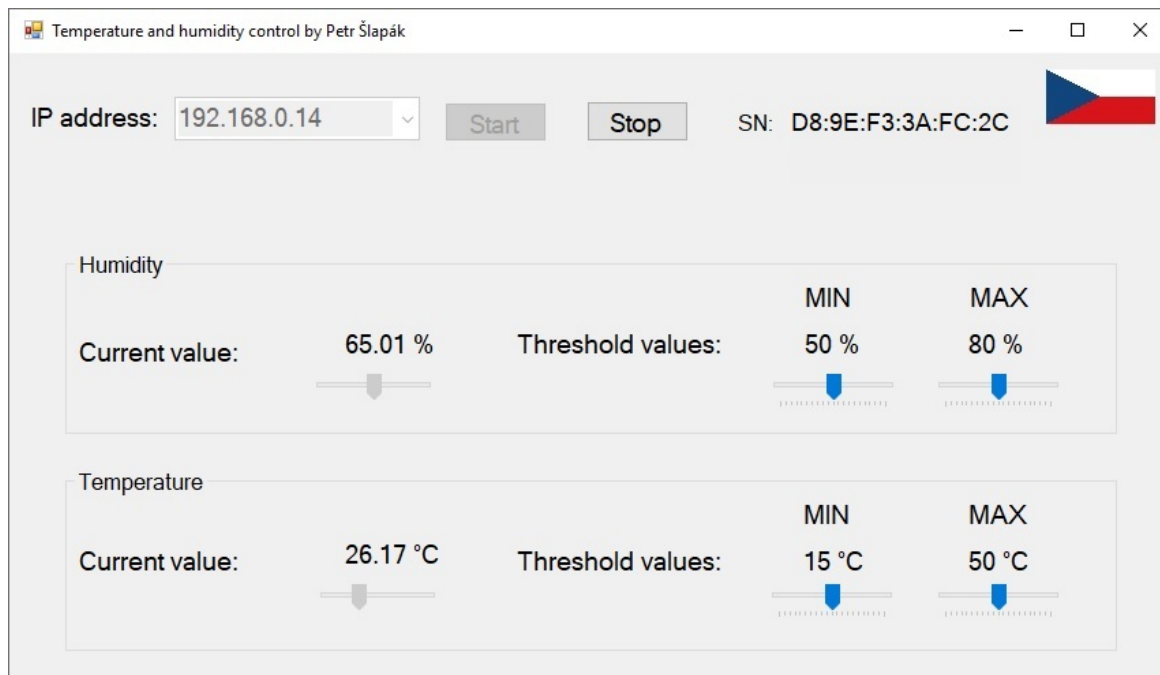 Temperature and humidity control by Petr Šlapák
IP address: 192.168.0.14 Start Stop SN: D8:9E:F3:3A:FC:2C
Humidity
MIN MAX
Current value: 65.01 % Threshold values: 50 % 80 %
Temperature
MIN MAX
Current value: 26.17 °C Threshold values: 15 °C 50 °C